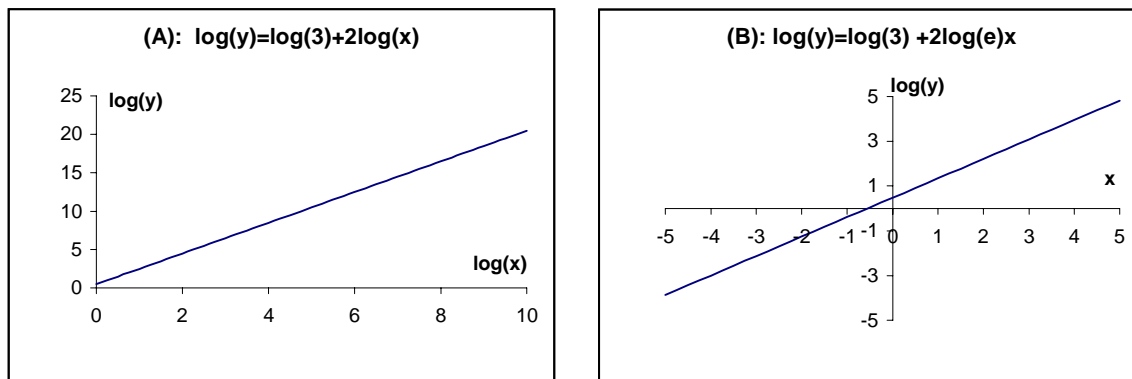 (A): log(y)=log(3)+2log(x)
log(y)
25
20
15
10
5
0
log(x)
0 2 4 6 8 10
(B): log(y)=log(3) +2log(e)x
log(y)
5
3
1
x
-1
-3
-5
-5 -4 -3 -2 -1 0 1 2 3 4 5